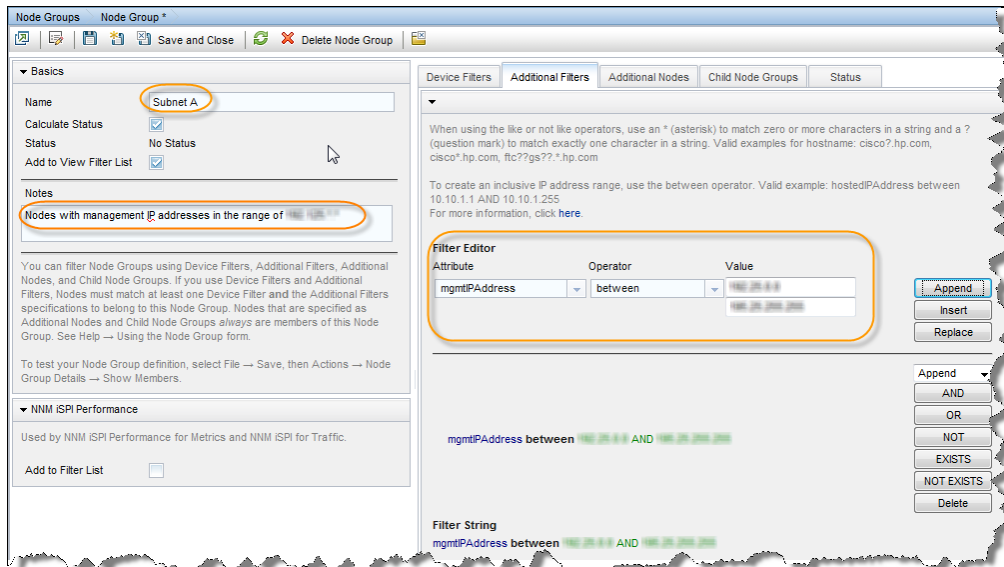 Node Groups Node Group *
Save and Close Delete Node Group
Basics
Name Subnet A
Calculate Status
Status No Status
Add to View Filter List
Notes
Nodes with management IP addresses in the range of
You can filter Node Groups using Device Filters, Additional Filters, Additional
Nodes, and Child Node Groups. If you use Device Filters and Additional
Filters, Nodes must match at least one Device Filter and the Additional Filters
specifications to belong to this Node Group. Nodes that are specified as
Additional Nodes and Child Node Groups always are members of this Node
Group. See Help → Using the Node Group form.
To test your Node Group definition, select File → Save, then Actions → Node
Group Details → Show Members.
NNM iSPI Performance
Used by NNM iSPI Performance for Metrics and NNM iSPI for Traffic.
Add to Filter List
Device Filters Additional Filters Additional Nodes Child Node Groups Status
When using the like or not like operators, use an * (asterisk) to match zero or more characters in a string and a ?
(question mark) to match exactly one character in a string. Valid examples for hostname: cisco?.hp.com,
cisco*.hp.com, ftc??gs??.*.hp.com
To create an inclusive IP address range, use the between operator. Valid example: hostedIPAddress between
10.10.1.1 AND 10.10.1.255
For more information, click here.
Filter Editor
Attribute Operator Value
mgmtIPAddress between
Append
Insert
Replace
Append
AND
OR
NOT
EXISTS
NOT EXISTS
Delete
mgmtIPAddress between AND
Filter String
mgmtIPAddress between AND